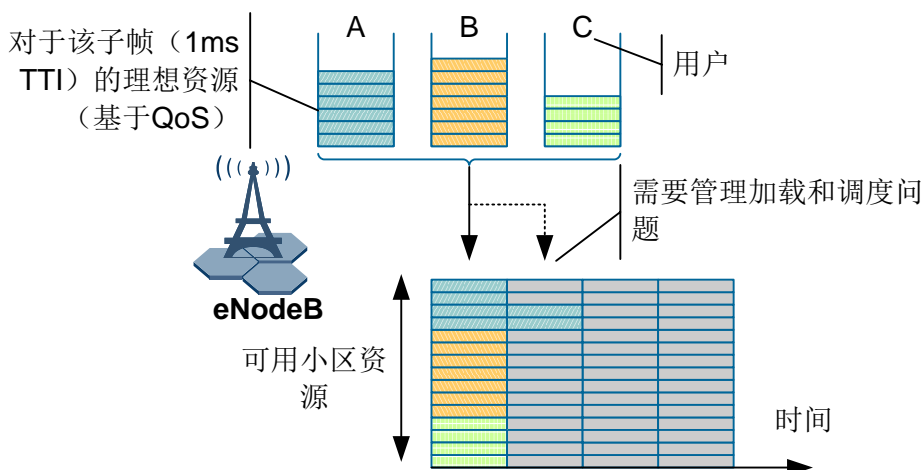 A B C
对于该子帧（1ms
TTI）的理想资源
（基于QoS）
用户
需要管理加载和调度问
题
eNodeB
可用小区资
源
时间